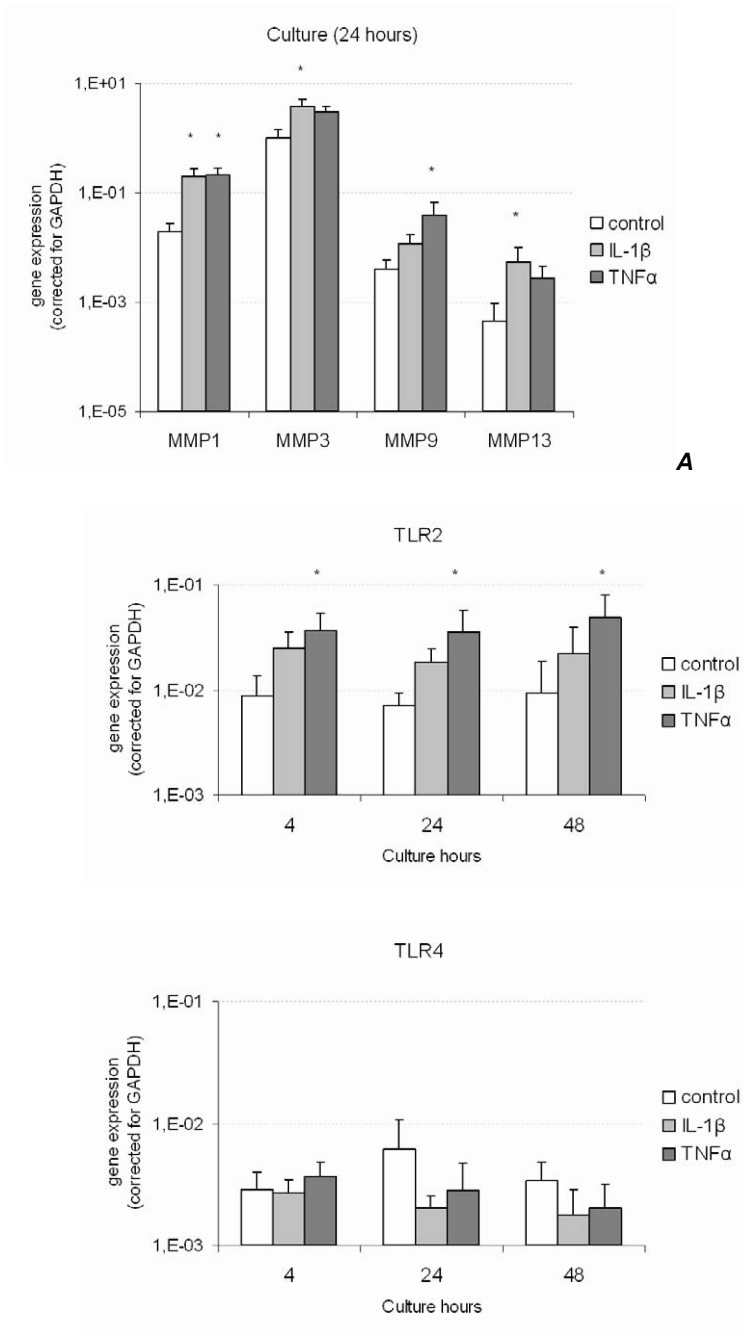 Culture (24 hours)
gene expression
(corrected for GAPDH)
1,E+01
1,E-01
1,E-03
1,E-05
* * * * *
MMP1 MMP3 MMP9 MMP13
control
IL-1β
TNFα
A
TLR2
gene expression
(corrected for GAPDH)
1,E-01
1,E-02
1,E-03
* * *
4 24 48
Culture hours
control
IL-1β
TNFα
TLR4
gene expression
(corrected for GAPDH)
1,E-01
1,E-02
1,E-03
4 24 48
Culture hours
control
IL-1β
TNFα